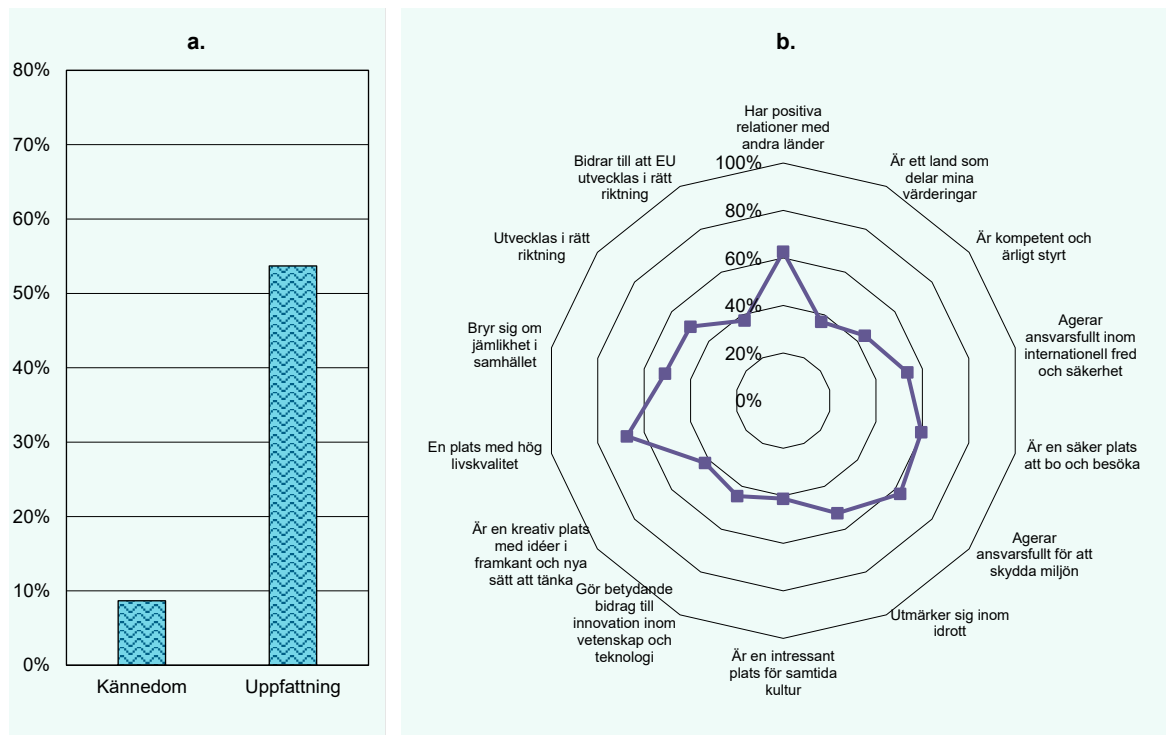 a.
80%
70%
60%
50%
40%
30%
20%
10%
0%
Kännedom
Uppfattning
b.
Har positiva
relationer med
andra länder
Är ett land som
delar mina
värderingar
Är kompetent och
ärligt styrt
Agerar
ansvarsfullt inom
internationell fred
och säkerhet
Är en säker plats
att bo och besöka
Agerar
ansvarsfullt för att
skydda miljön
Utmärker sig inom
idrott
Är en intressant
plats för samtida
kultur
Gör betydande
bidrag till
innovation inom
vetenskap och
teknologi
Är en kreativ plats
med idéer i
framkant och nya
sätt att tänka
En plats med hög
livskvalitet
Bryr sig om
jämlikhet i
samhället
Utvecklas i rätt
riktning
Bidrar till att EU
utvecklas i rätt
riktning
100%
80%
60%
40%
20%
0%